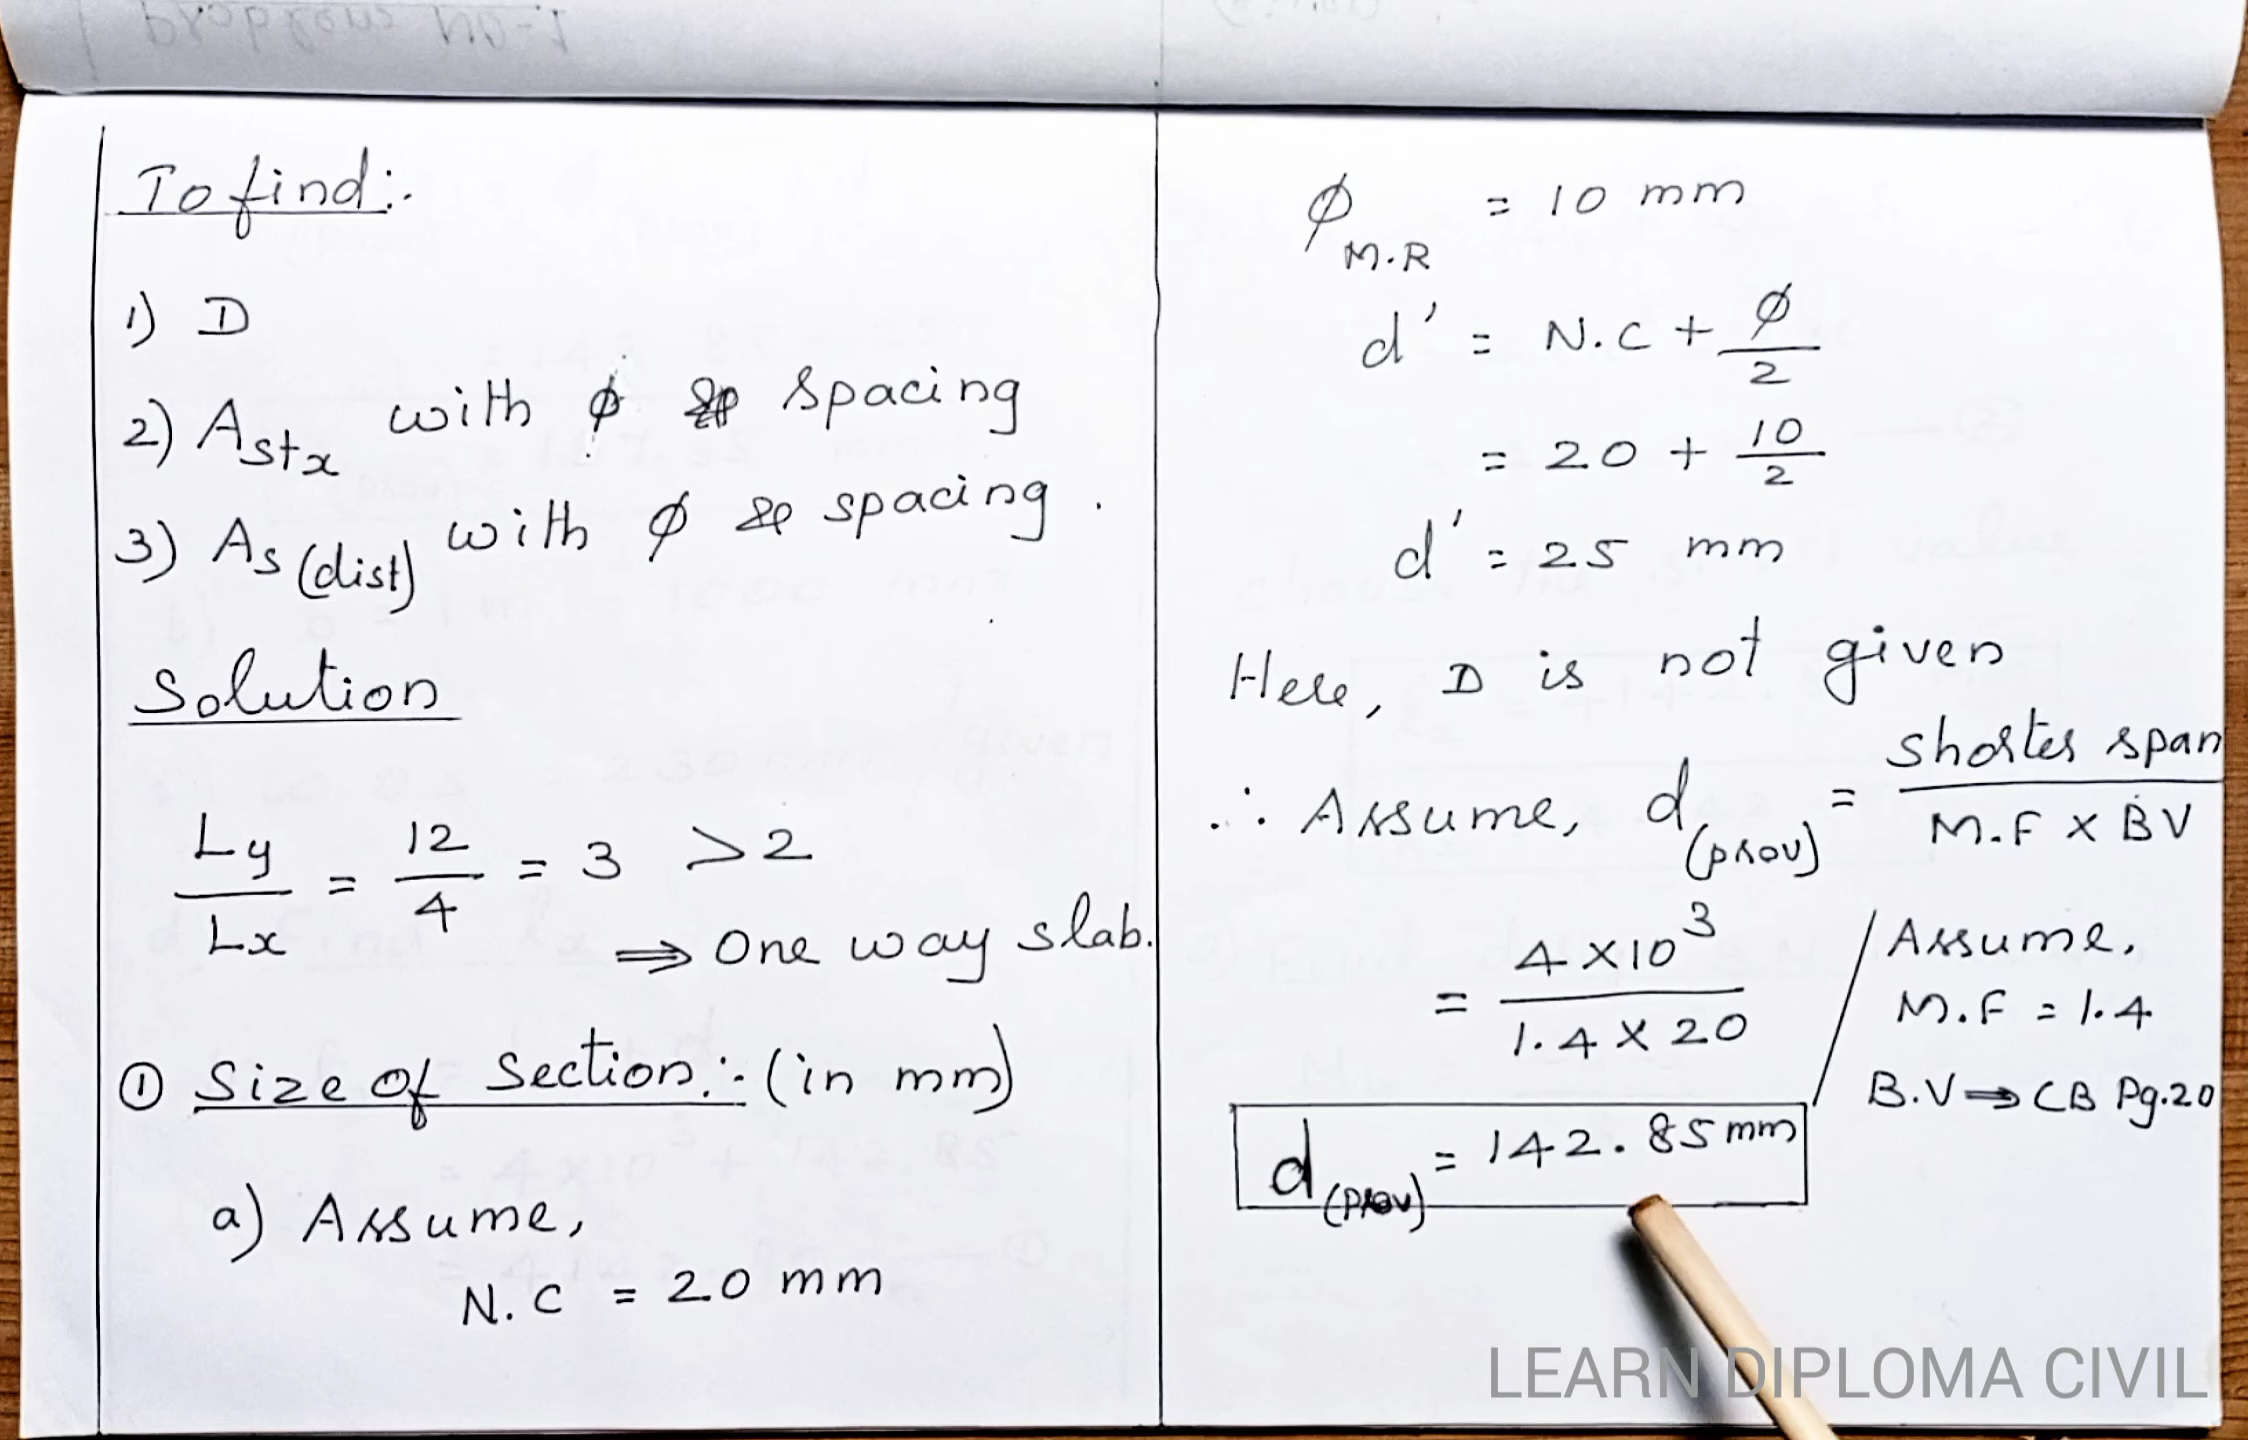 Problem NO-1
To find:-
1) D
2) Astx with ϕ & spacing
3) As(dist) with ϕ & spacing.
Solution
Ly/Lx = 12/4 = 3 > 2
⇒ One way slab.
① Size of Section:- (in mm)
a) Assume,
N.C = 20 mm
ϕ M.R = 10 mm
d' = N.C + ϕ/2
= 20 + 10/2
d' = 25 mm
Here, D is not given
∴ Assume, d(prov) = shorter span / M.F X BV
= 4 X 10³ / 1.4 X 20
Assume,
M.F = 1.4
B.V ⇒ CB Pg.20
d(prov) = 142.85 mm
LEARN DIPLOMA CIVIL